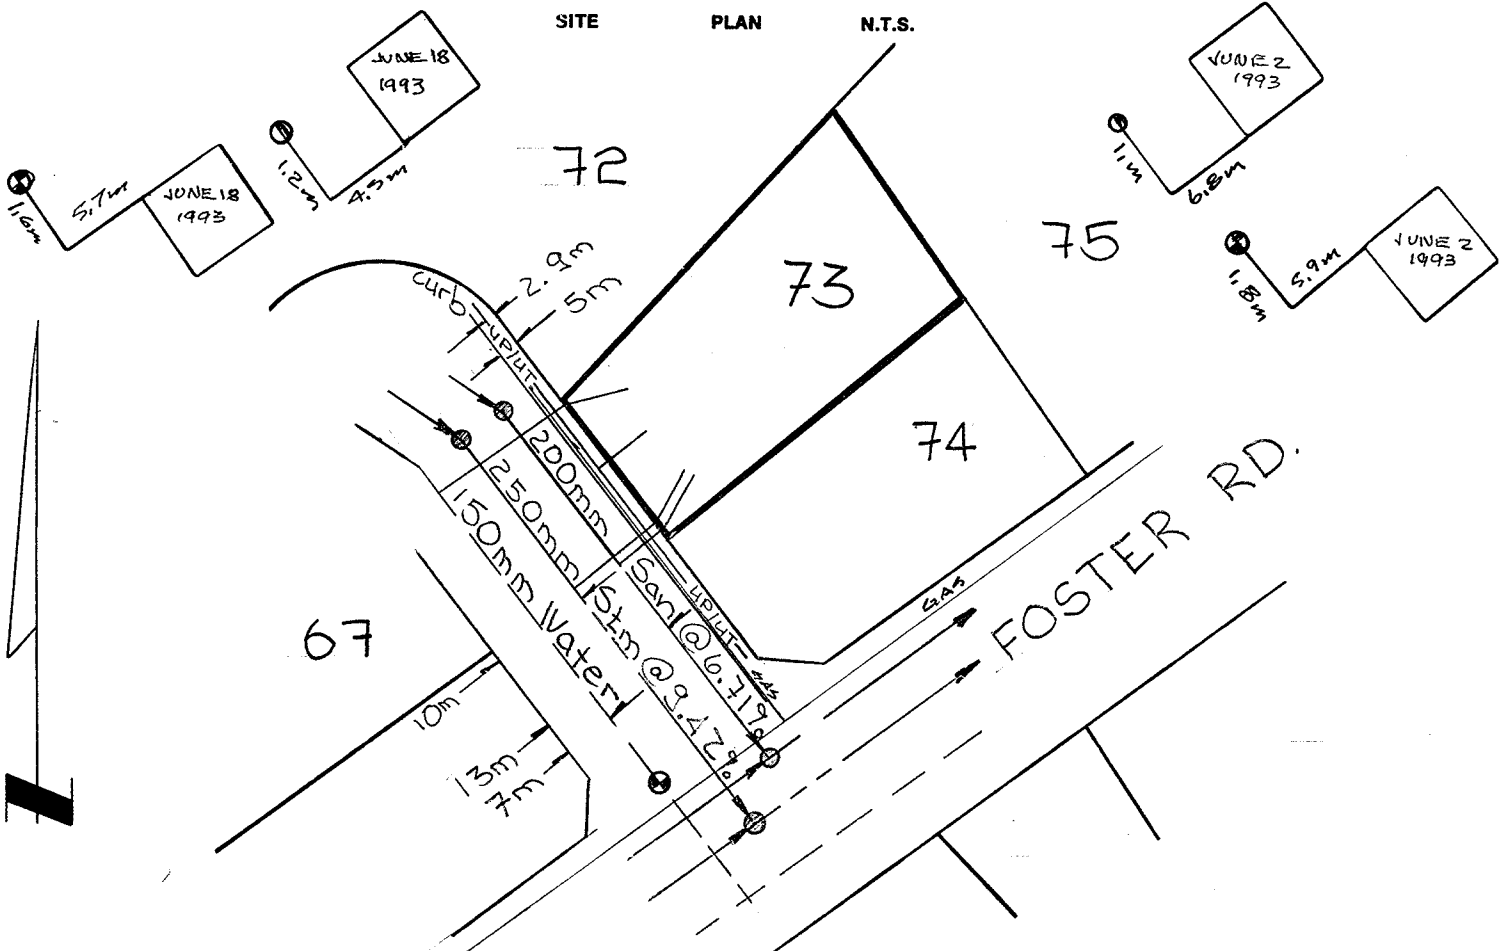 SITE PLAN N.T.S.
JUNE 18
1993
1.2m
4.5m
JUNE 18
1993
1.6m
5.7m
JUNE 2
1993
1.1m
6.8m
JUNE 2
1993
1.8m
5.9m
72
73
75
74
67
curb
2.9m
5m
UP/UT
200mm San @ 6.71%
250mm Stm @ 9.42%
150mm Water
UP/UT
GAS
GAS
FOSTER RD.
10m
13m
7m